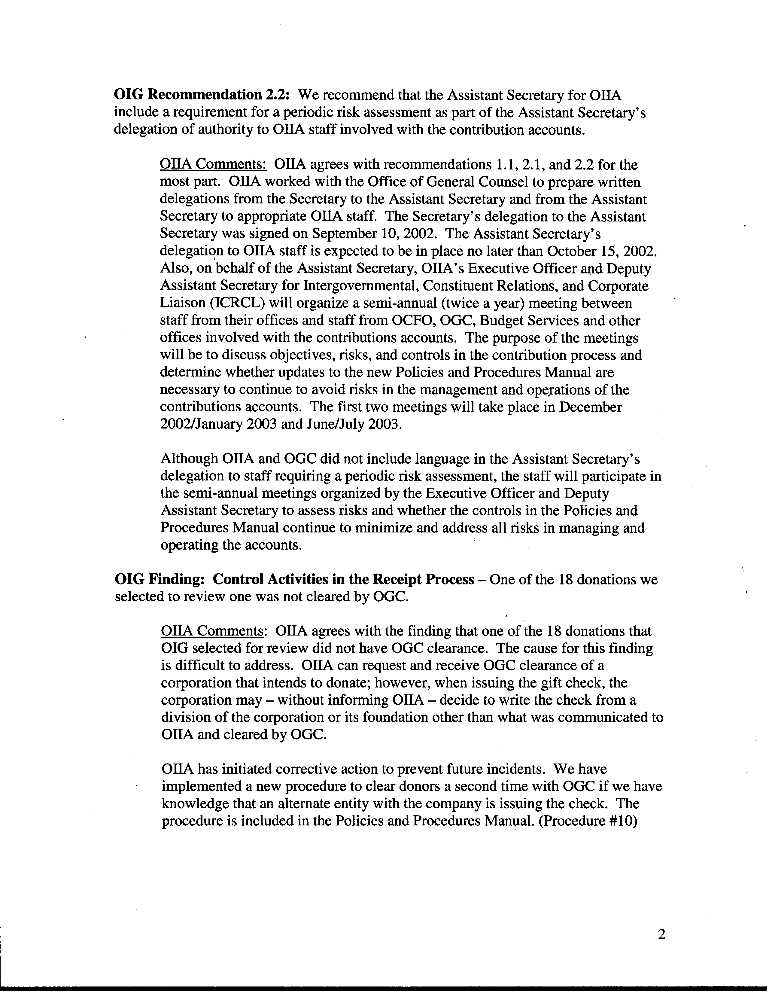 OIG Recommendation 2.2: We recommend that the Assistant Secretary for OIIA
include a requirement for a periodic risk assessment as part of the Assistant Secretary's
delegation of authority to OIIA staff involved with the contribution accounts.
OIIA Comments: OIIA agrees with recommendations 1.1, 2.1, and 2.2 for the
most part. OIIA worked with the Office of General Counsel to prepare written
delegations from the Secretary to the Assistant Secretary and from the Assistant
Secretary to appropriate OIIA staff. The Secretary's delegation to the Assistant
Secretary was signed on September 10, 2002. The Assistant Secretary's
delegation to OIIA staff is expected to be in place no later than October 15, 2002.
Also, on behalf of the Assistant Secretary, OIIA's Executive Officer and Deputy
Assistant Secretary for Intergovernmental, Constituent Relations, and Corporate
Liaison (ICRCL) will organize a semi-annual (twice a year) meeting between
staff from their offices and staff from OCFO, OGC, Budget Services and other
offices involved with the contributions accounts. The purpose of the meetings
will be to discuss objectives, risks, and controls in the contribution process and
determine whether updates to the new Policies and Procedures Manual are
necessary to continue to avoid risks in the management and operations of the
contributions accounts. The first two meetings will take place in December
2002/January 2003 and June/July 2003.
Although OIIA and OGC did not include language in the Assistant Secretary's
delegation to staff requiring a periodic risk assessment, the staff will participate in
the semi-annual meetings organized by the Executive Officer and Deputy
Assistant Secretary to assess risks and whether the controls in the Policies and
Procedures Manual continue to minimize and address all risks in managing and
operating the accounts.
OIG Finding: Control Activities in the Receipt Process – One of the 18 donations we
selected to review one was not cleared by OGC.
OIIA Comments: OIIA agrees with the finding that one of the 18 donations that
OIG selected for review did not have OGC clearance. The cause for this finding
is difficult to address. OIIA can request and receive OGC clearance of a
corporation that intends to donate; however, when issuing the gift check, the
corporation may – without informing OIIA – decide to write the check from a
division of the corporation or its foundation other than what was communicated to
OIIA and cleared by OGC.
OIIA has initiated corrective action to prevent future incidents. We have
implemented a new procedure to clear donors a second time with OGC if we have
knowledge that an alternate entity with the company is issuing the check. The
procedure is included in the Policies and Procedures Manual. (Procedure #10)
2